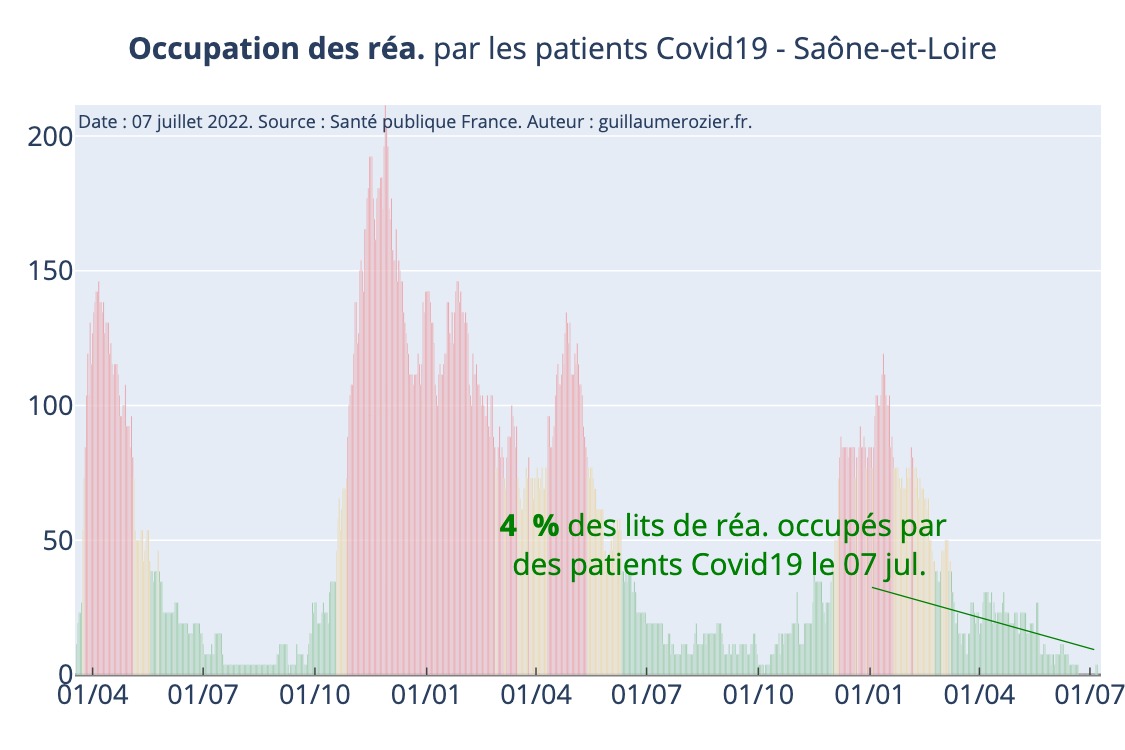 Occupation des réa. par les patients Covid19 - Saône-et-Loire
Date : 07 juillet 2022. Source : Santé publique France. Auteur : guillaumerozier.fr.
200
150
100
50
0
4 % des lits de réa. occupés par
des patients Covid19 le 07 jul.
01/04 01/07 01/10 01/01 01/04 01/07 01/10 01/01 01/04 01/07